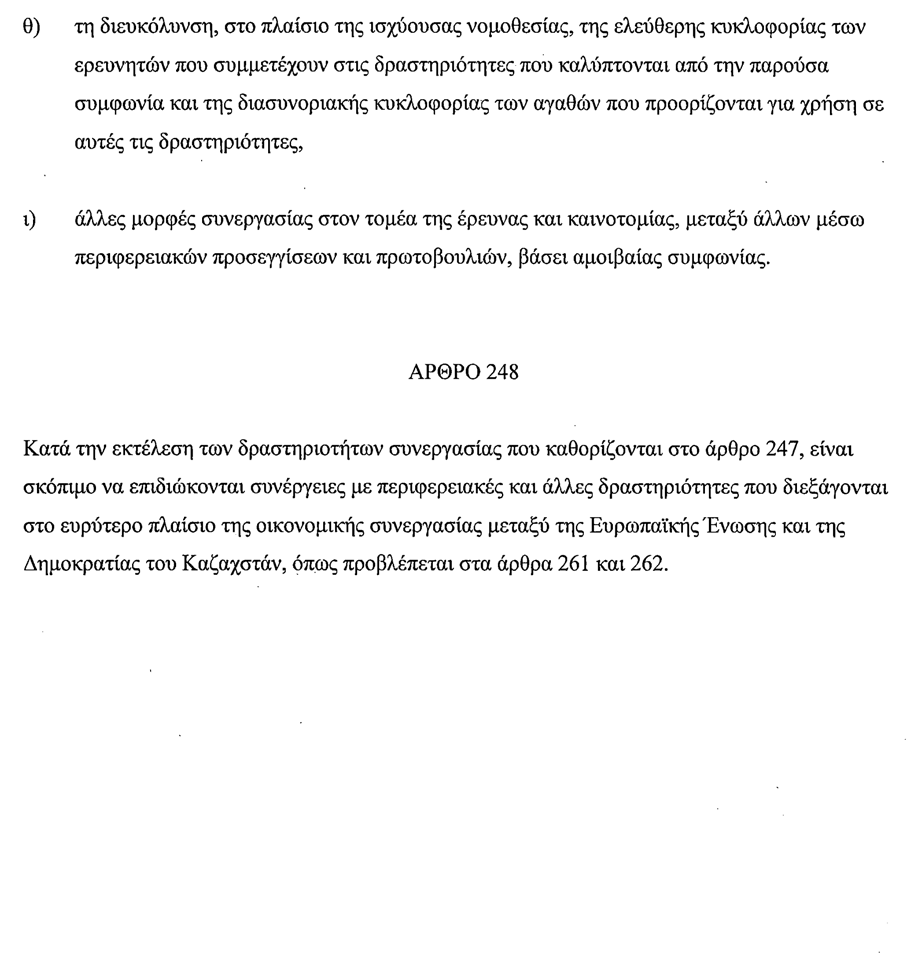 θ) τη διευκόλυνση, στο πλαίσιο της ισχύουσας νομοθεσίας, της ελεύθερης κυκλοφορίας των
ερευνητών που συμμετέχουν στις δραστηριότητες που καλύπτονται από την παρούσα
συμφωνία και της διασυνοριακής κυκλοφορίας των αγαθών που προορίζονται για χρήση σε
αυτές τις δραστηριότητες,
ι) άλλες μορφές συνεργασίας στον τομέα της έρευνας και καινοτομίας, μεταξύ άλλων μέσω
περιφερειακών προσεγγίσεων και πρωτοβουλιών, βάσει αμοιβαίας συμφωνίας.
ΑΡΘΡΟ 248
Κατά την εκτέλεση των δραστηριοτήτων συνεργασίας που καθορίζονται στο άρθρο 247, είναι
σκόπιμο να επιδιώκονται συνέργειες με περιφερειακές και άλλες δραστηριότητες που διεξάγονται
στο ευρύτερο πλαίσιο της οικονομικής συνεργασίας μεταξύ της Ευρωπαϊκής Ένωσης και της
Δημοκρατίας του Καζαχστάν, όπως προβλέπεται στα άρθρα 261 και 262.